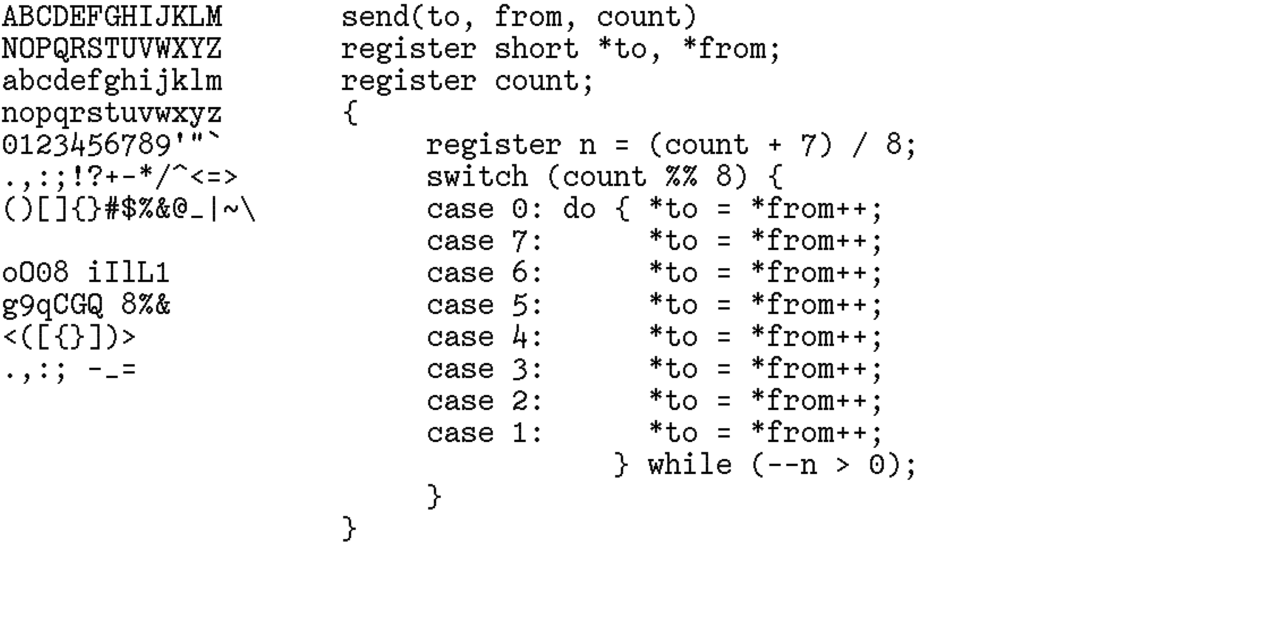 ABCDEFGHIJKLM
NOPQRSTUVWXYZ
abcdefghijklm
nopqrstuvwxyz
0123456789'"`
.,:;!?+-*/^<=>
()[]{}#$%&@_|~\
oO08 iIlL1
g9qCGQ 8%&
<([{}])>
.,:; -_=
send(to, from, count)
register short *to, *from;
register count;
{
     register n = (count + 7) / 8;
     switch (count %% 8) {
     case 0: do { *to = *from++;
     case 7:      *to = *from++;
     case 6:      *to = *from++;
     case 5:      *to = *from++;
     case 4:      *to = *from++;
     case 3:      *to = *from++;
     case 2:      *to = *from++;
     case 1:      *to = *from++;
                } while (--n > 0);
     }
}